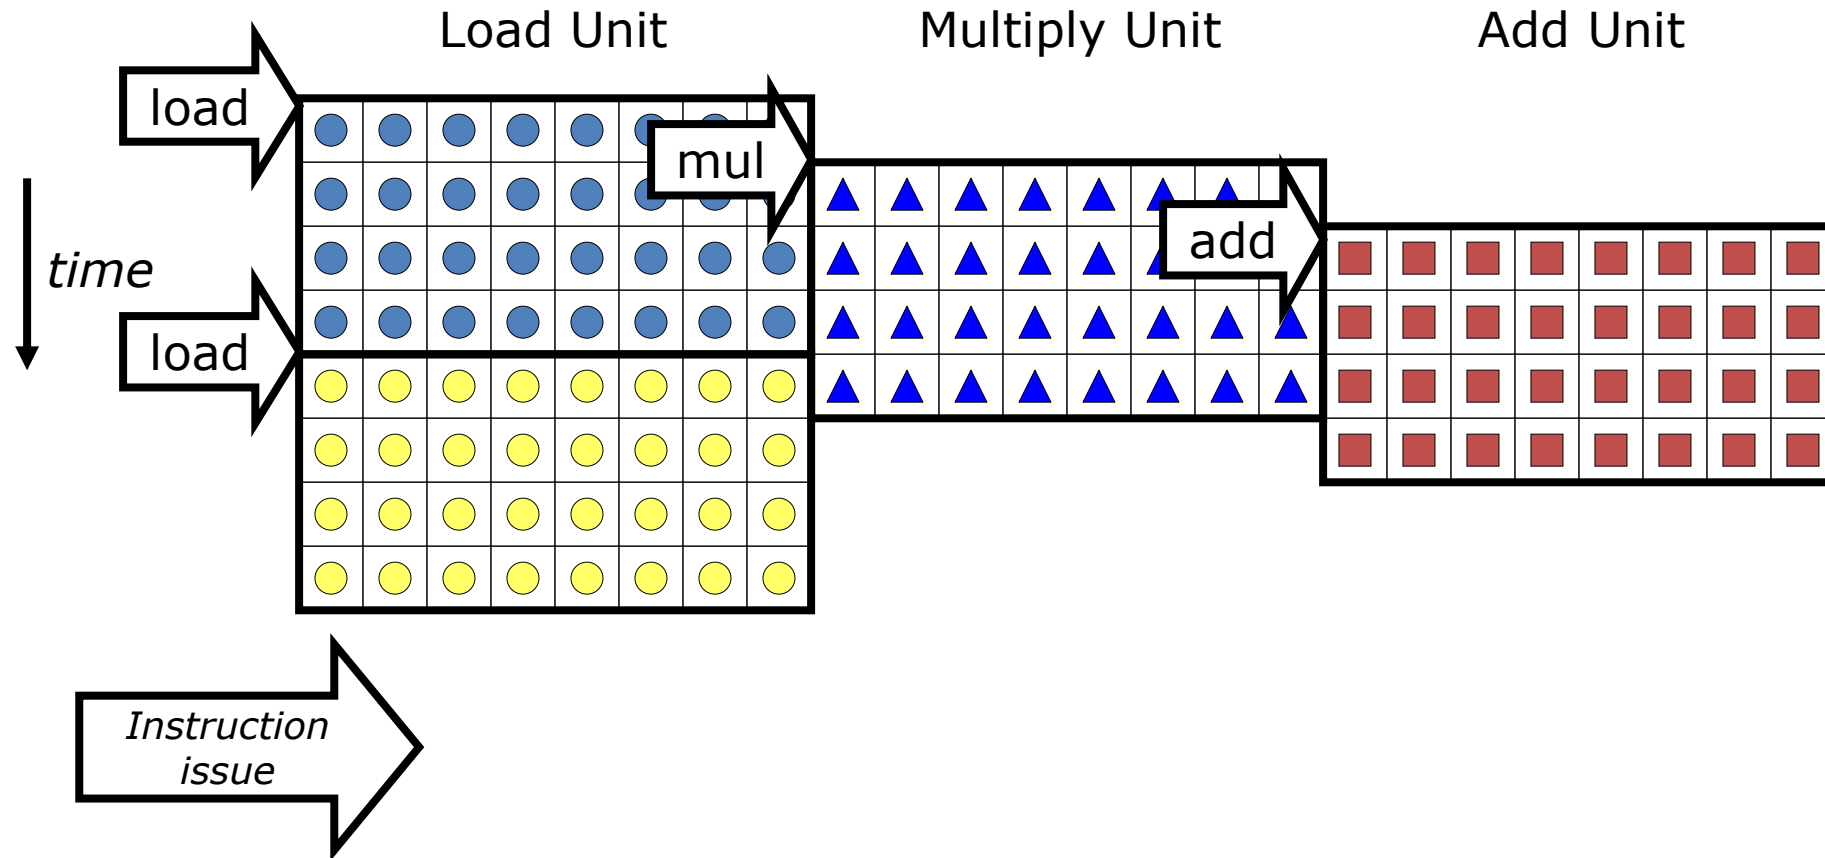 Load Unit
Multiply Unit
Add Unit
load
mul
add
time
load
Instruction
issue